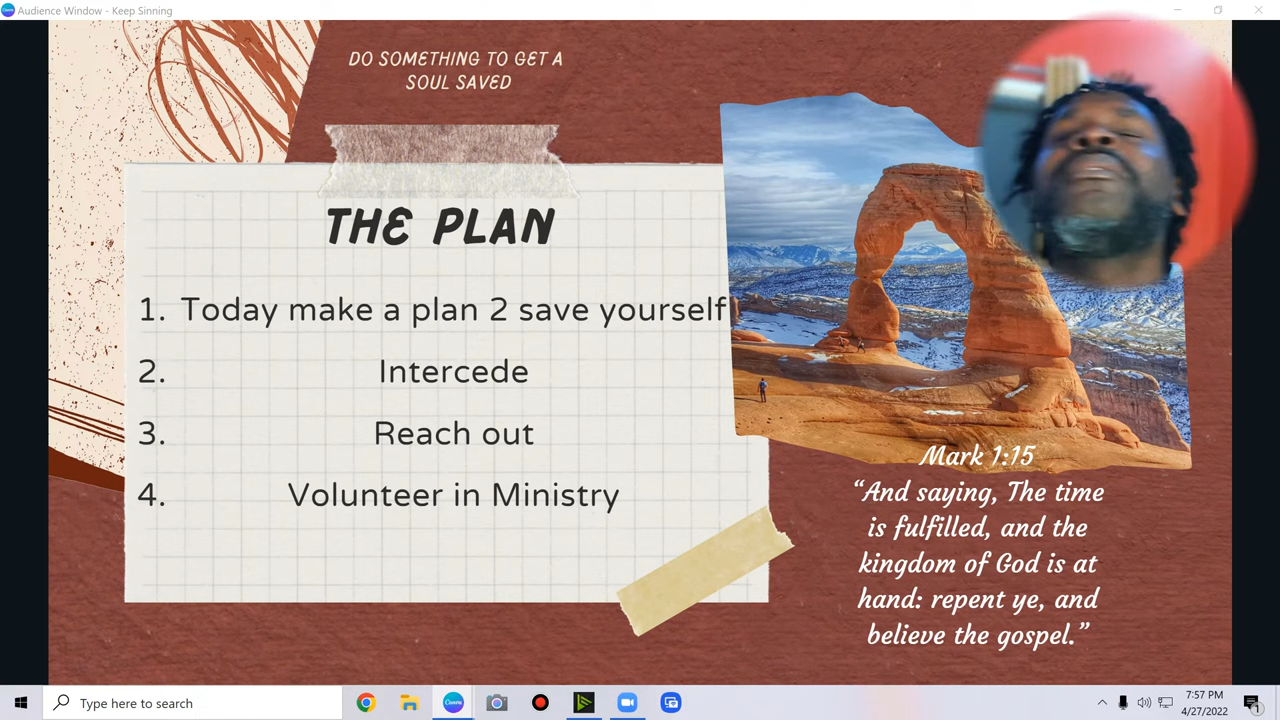 Audience Window - Keep Sinning
DO SOMETHING TO GET A
SOUL SAVED
THE PLAN
1. Today make a plan 2 save yourself
2. Intercede
3. Reach out
4. Volunteer in Ministry
Mark 1:15
“And saying, The time
is fulfilled, and the
kingdom of God is at
hand: repent ye, and
believe the gospel.”
Type here to search
Canva
7:57 PM
4/27/2022
1